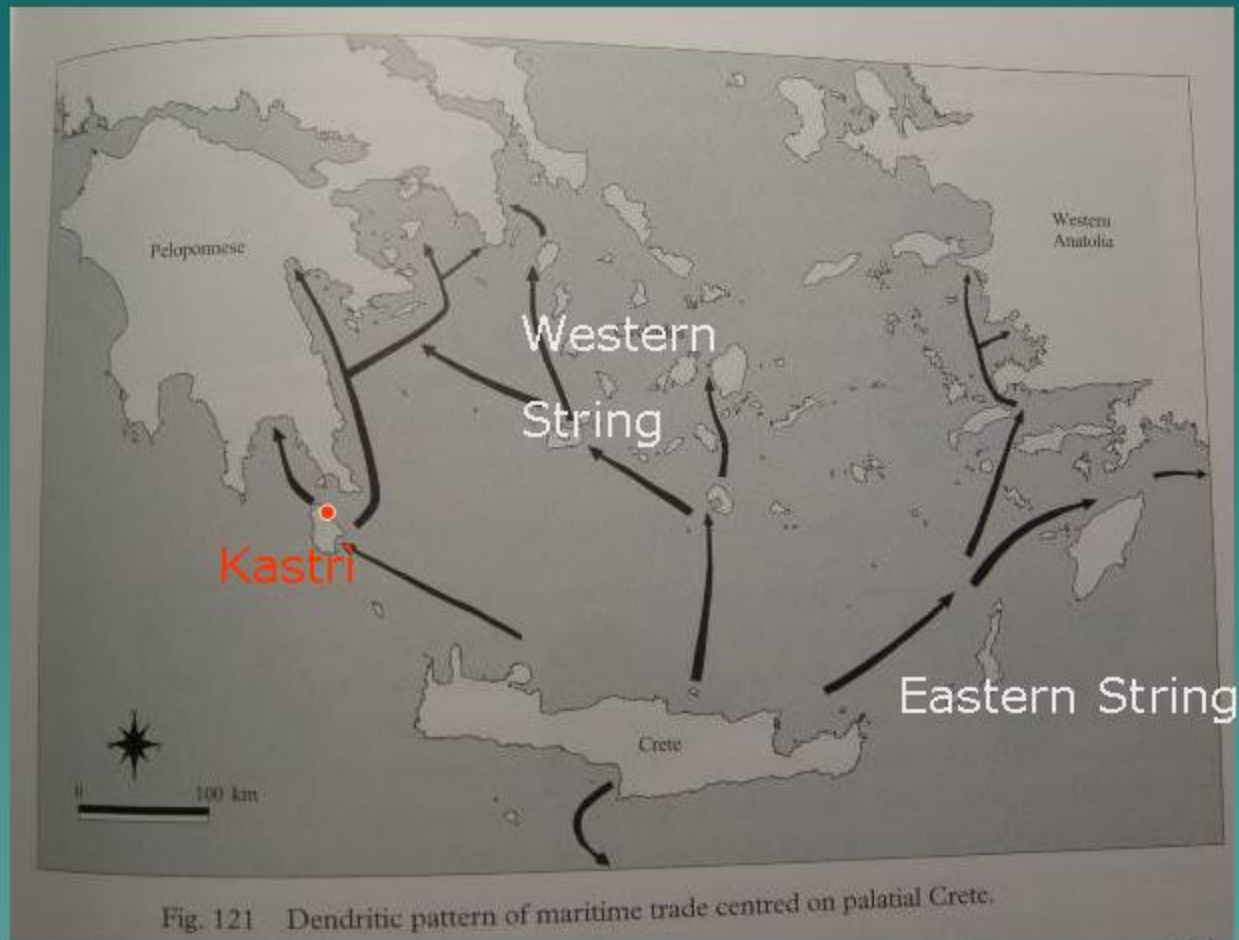 Peloponnese
Western
Anatolia
Western
String
Kastri
Eastern String
Crete
0
100 km
Fig. 121 Dendritic pattern of maritime trade centred on palatial Crete.